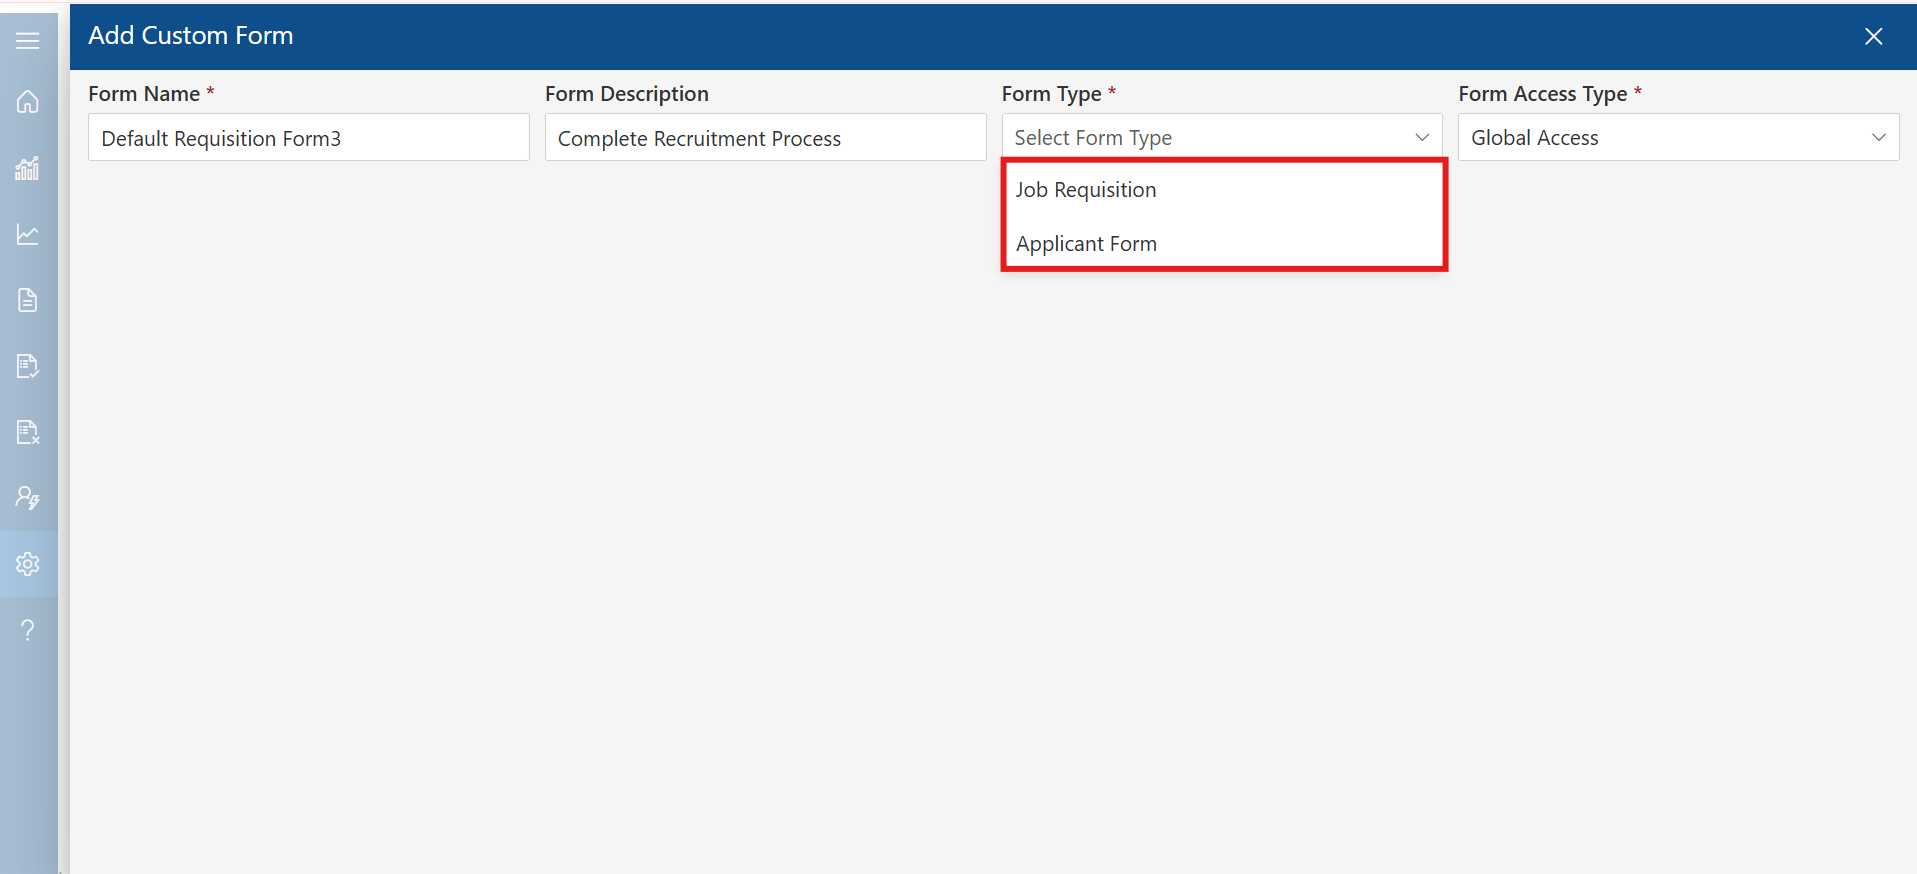 Add Custom Form
Form Name *
Form Description
Form Type *
Form Access Type *
Default Requisition Form3
Complete Recruitment Process
Select Form Type
Global Access
Job Requisition
Applicant Form